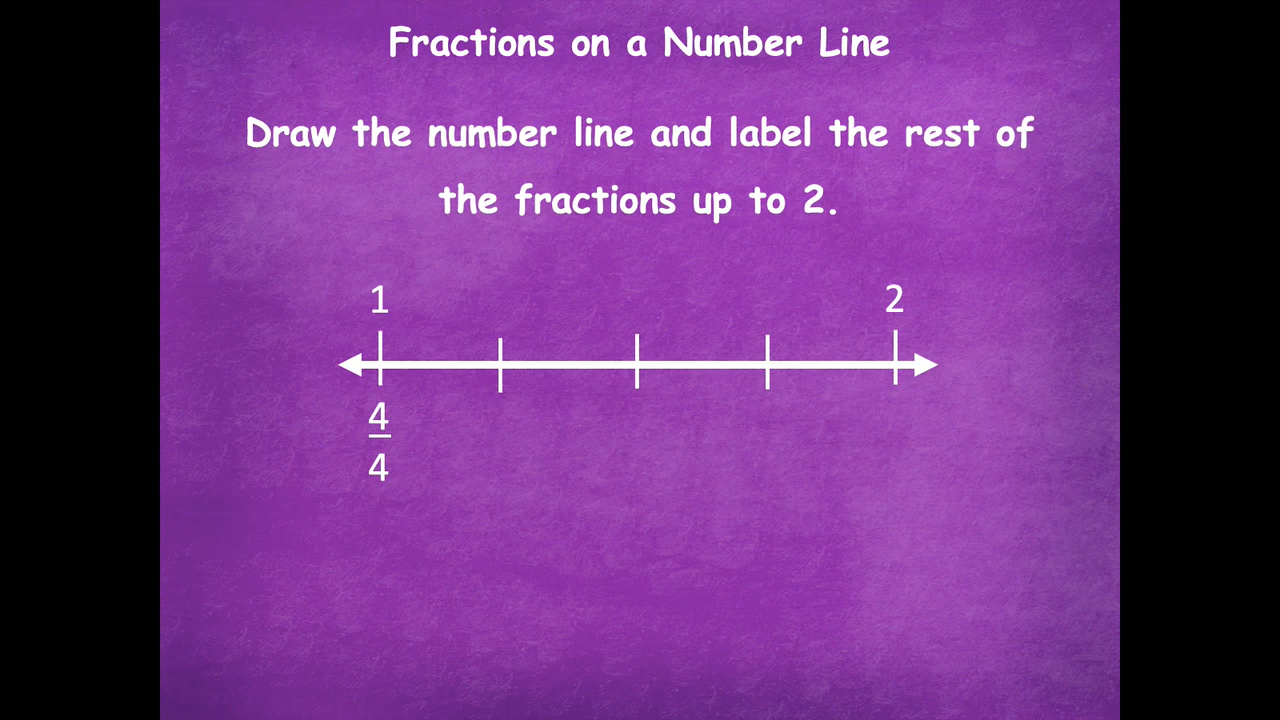 Fractions on a Number Line
Draw the number line and label the rest of
the fractions up to 2.
1 2
4
4